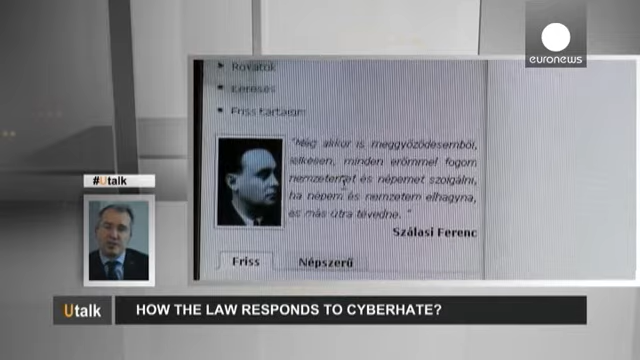 euronews
Rovatok
Keresés
Friss tartalom
"Még akkor is meggyőződésemből,
lelkesen, minden erőmmel fogom
nemzetemet és népemet szolgálni,
ha népem és nemzetem elhagyna,
és más útra tévedne. "
Szálasi Ferenc
Friss Népszerű
#Utalk
Utalk HOW THE LAW RESPONDS TO CYBERHATE?